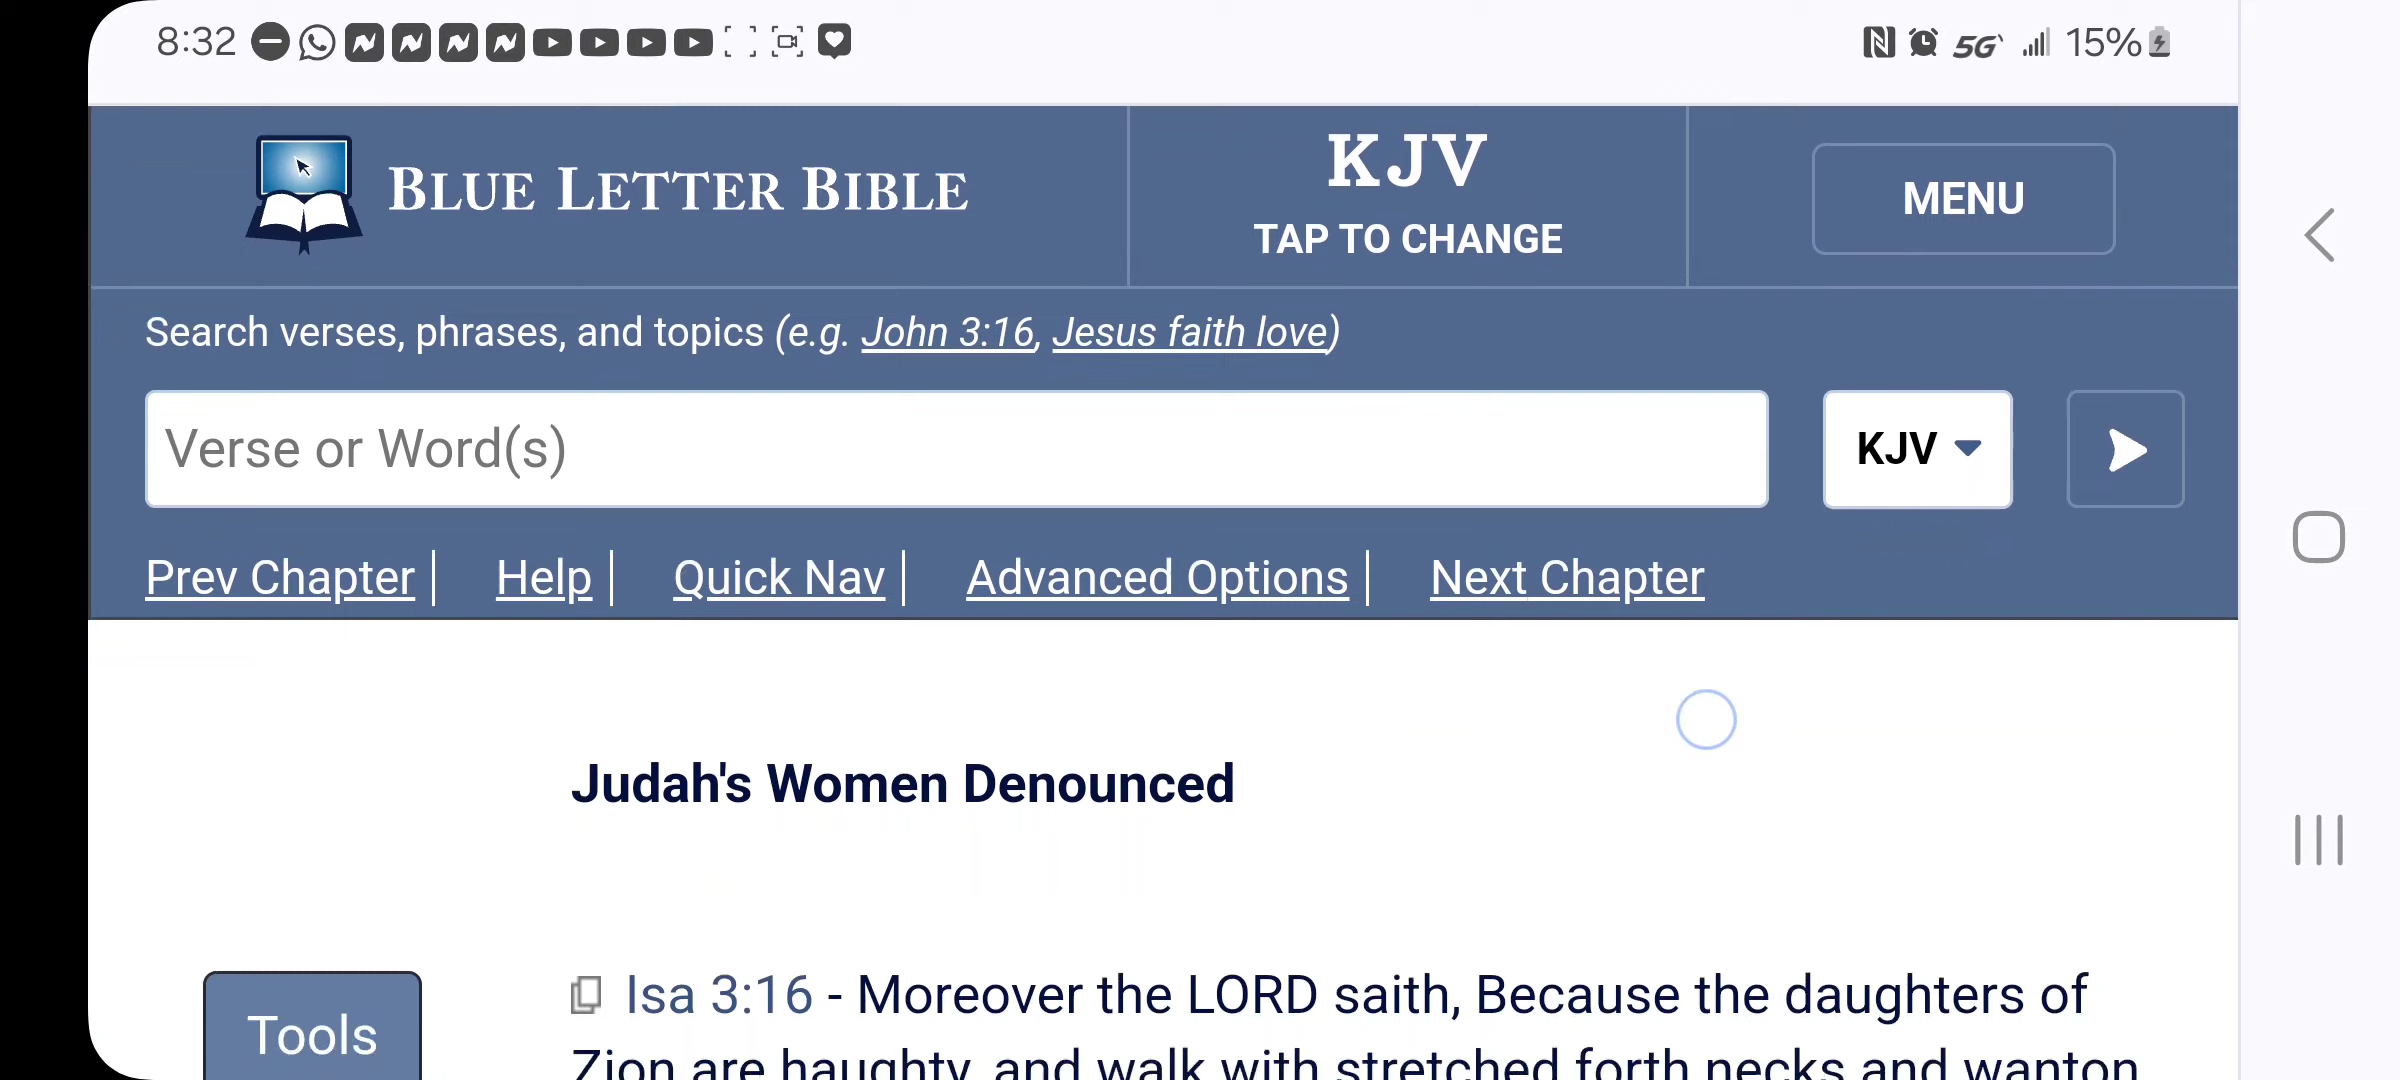 8:32 5G 15%
BLUE LETTER BIBLE
KJV
TAP TO CHANGE
MENU
Search verses, phrases, and topics (e.g. John 3:16, Jesus faith love)
Verse or Word(s)
KJV
Prev Chapter | Help | Quick Nav | Advanced Options | Next Chapter
Judah's Women Denounced
Tools
Isa 3:16 - Moreover the LORD saith, Because the daughters of
Zion are haughty, and walk with stretched forth necks and wanton